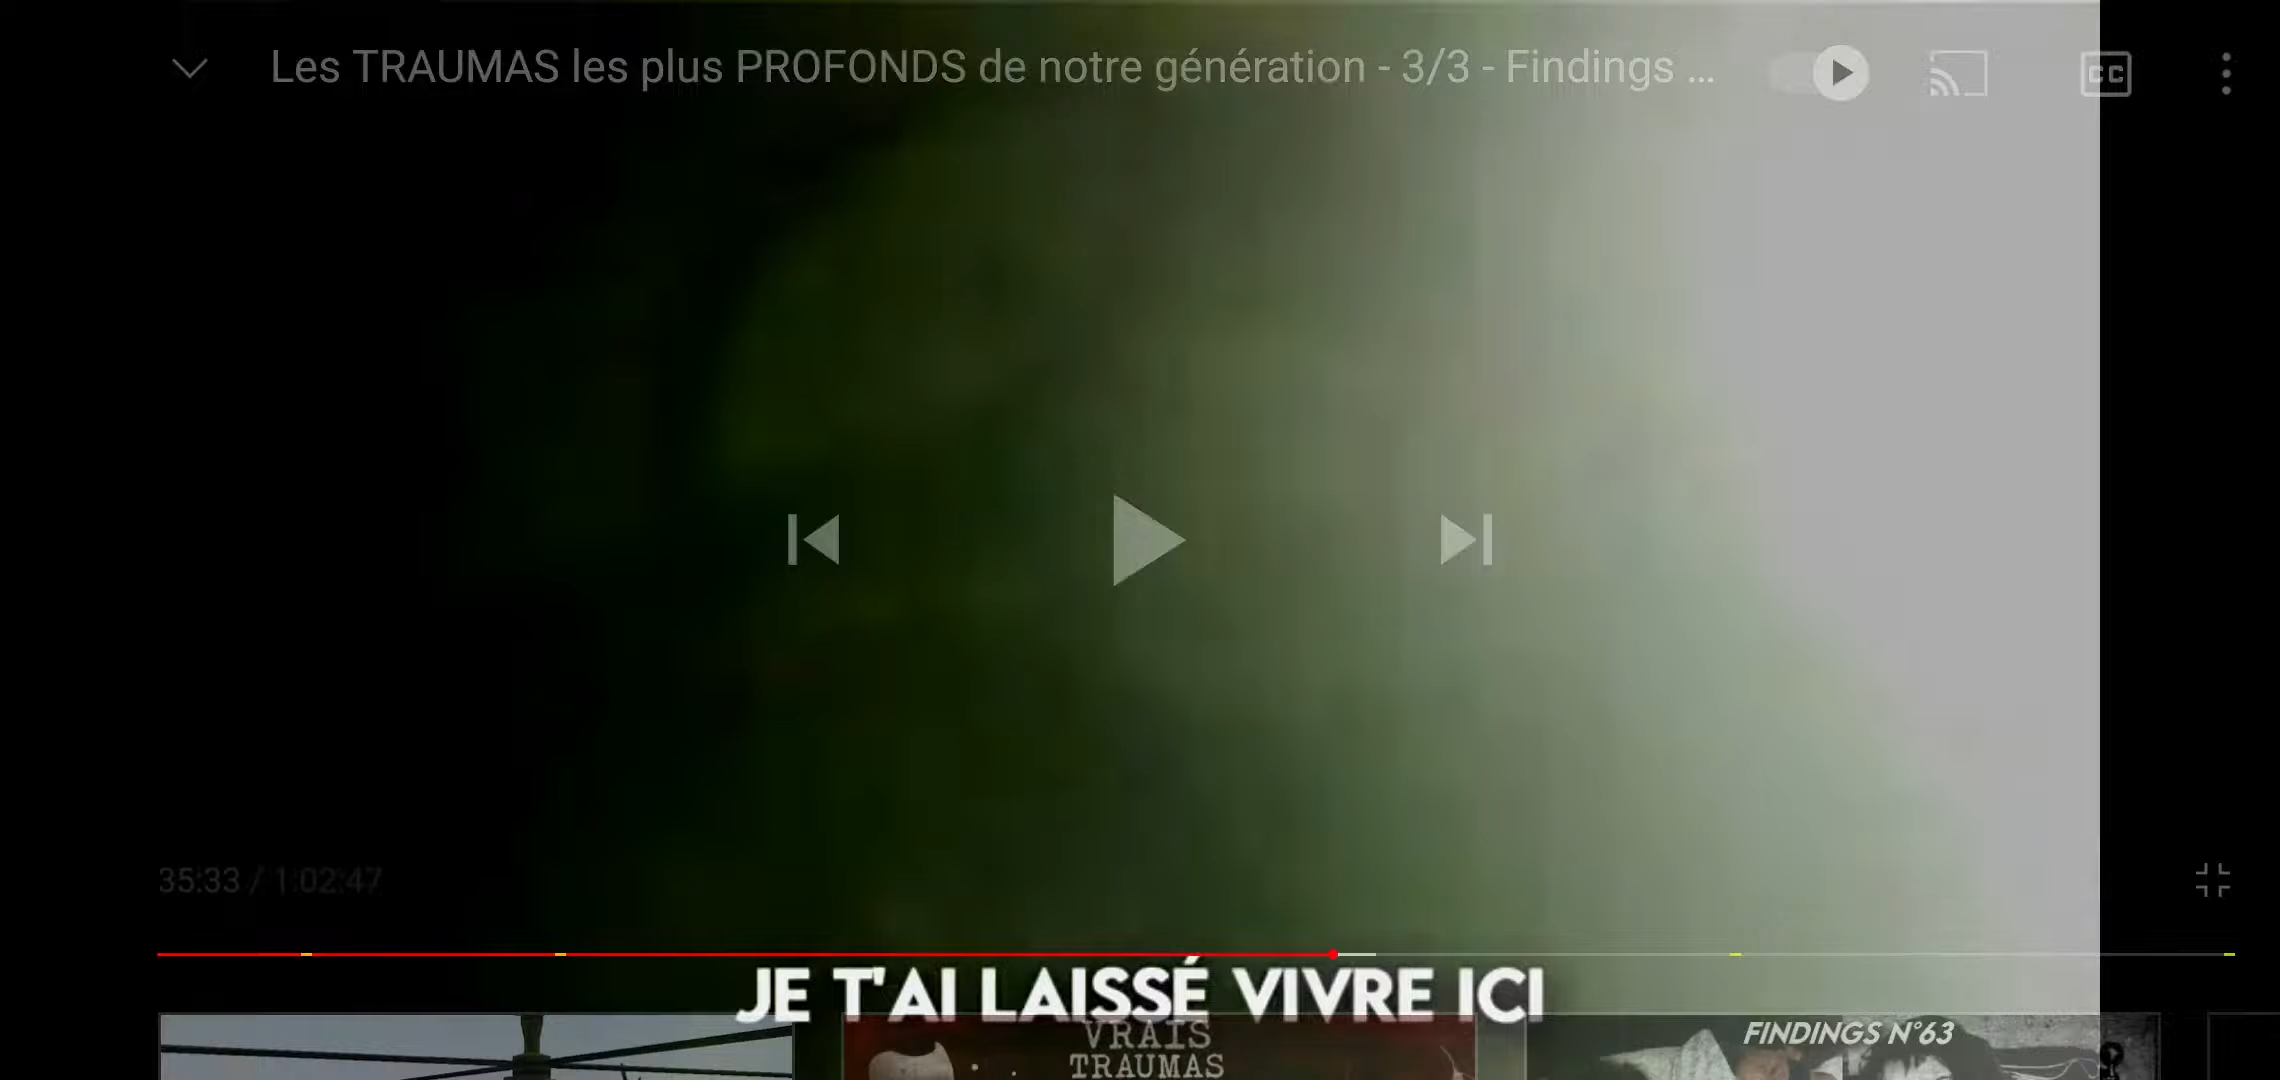 Les TRAUMAS les plus PROFONDS de notre génération - 3/3 - Findings ...
CC
35:33 / 1:02:47
JE T'AI LAISSÉ VIVRE ICI
VRAIS
TRAUMAS
FINDINGS N°63